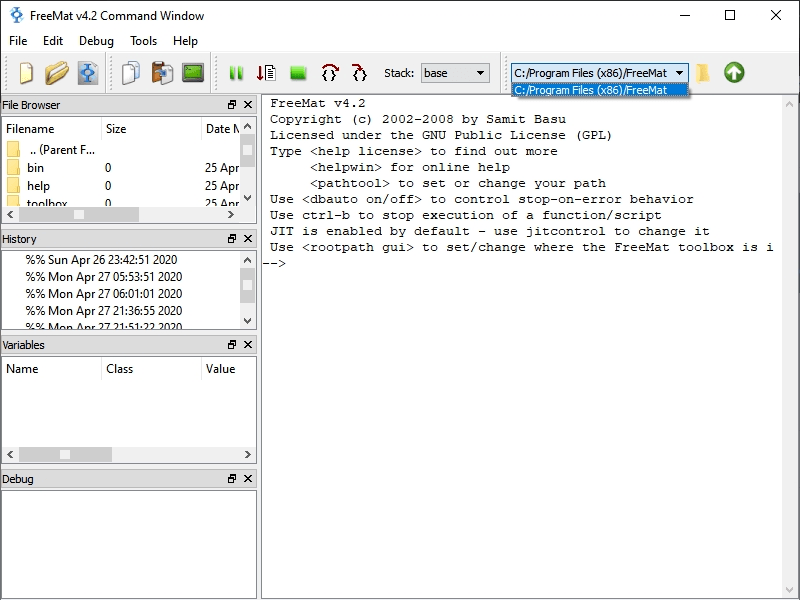 FreeMat v4.2 Command Window
File Edit Debug Tools Help
Stack: base C:/Program Files (x86)/FreeMat
C:/Program Files (x86)/FreeMat
File Browser
Filename Size Date M
.. (Parent F...
bin 0 25 Apr
help 0 25 Apr
toolbox 0 25 Apr
History
%% Sun Apr 26 23:42:51 2020
%% Mon Apr 27 05:53:51 2020
%% Mon Apr 27 06:01:01 2020
%% Mon Apr 27 21:36:55 2020
%% Mon Apr 27 21:51:22 2020
Variables
Name Class Value
Debug
FreeMat v4.2
Copyright (c) 2002-2008 by Samit Basu
Licensed under the GNU Public License (GPL)
Type <help license> to find out more
<helpwin> for online help
<pathtool> to set or change your path
Use <dbauto on/off> to control stop-on-error behavior
Use ctrl-b to stop execution of a function/script
JIT is enabled by default - use jitcontrol to change it
Use <rootpath gui> to set/change where the FreeMat toolbox is i
-->